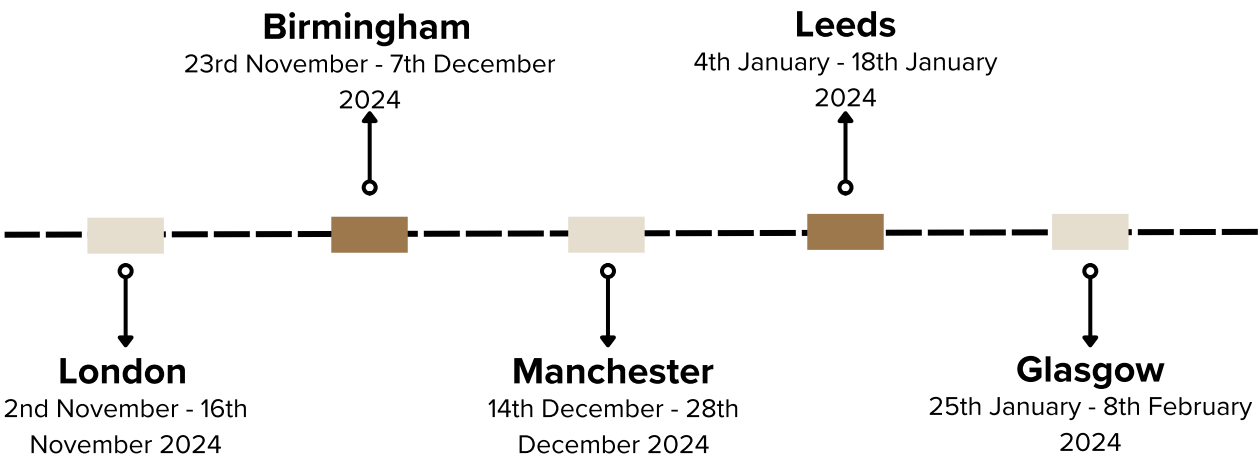 Birmingham
23rd November - 7th December
2024
Leeds
4th January - 18th January
2024
London
2nd November - 16th
November 2024
Manchester
14th December - 28th
December 2024
Glasgow
25th January - 8th February
2024